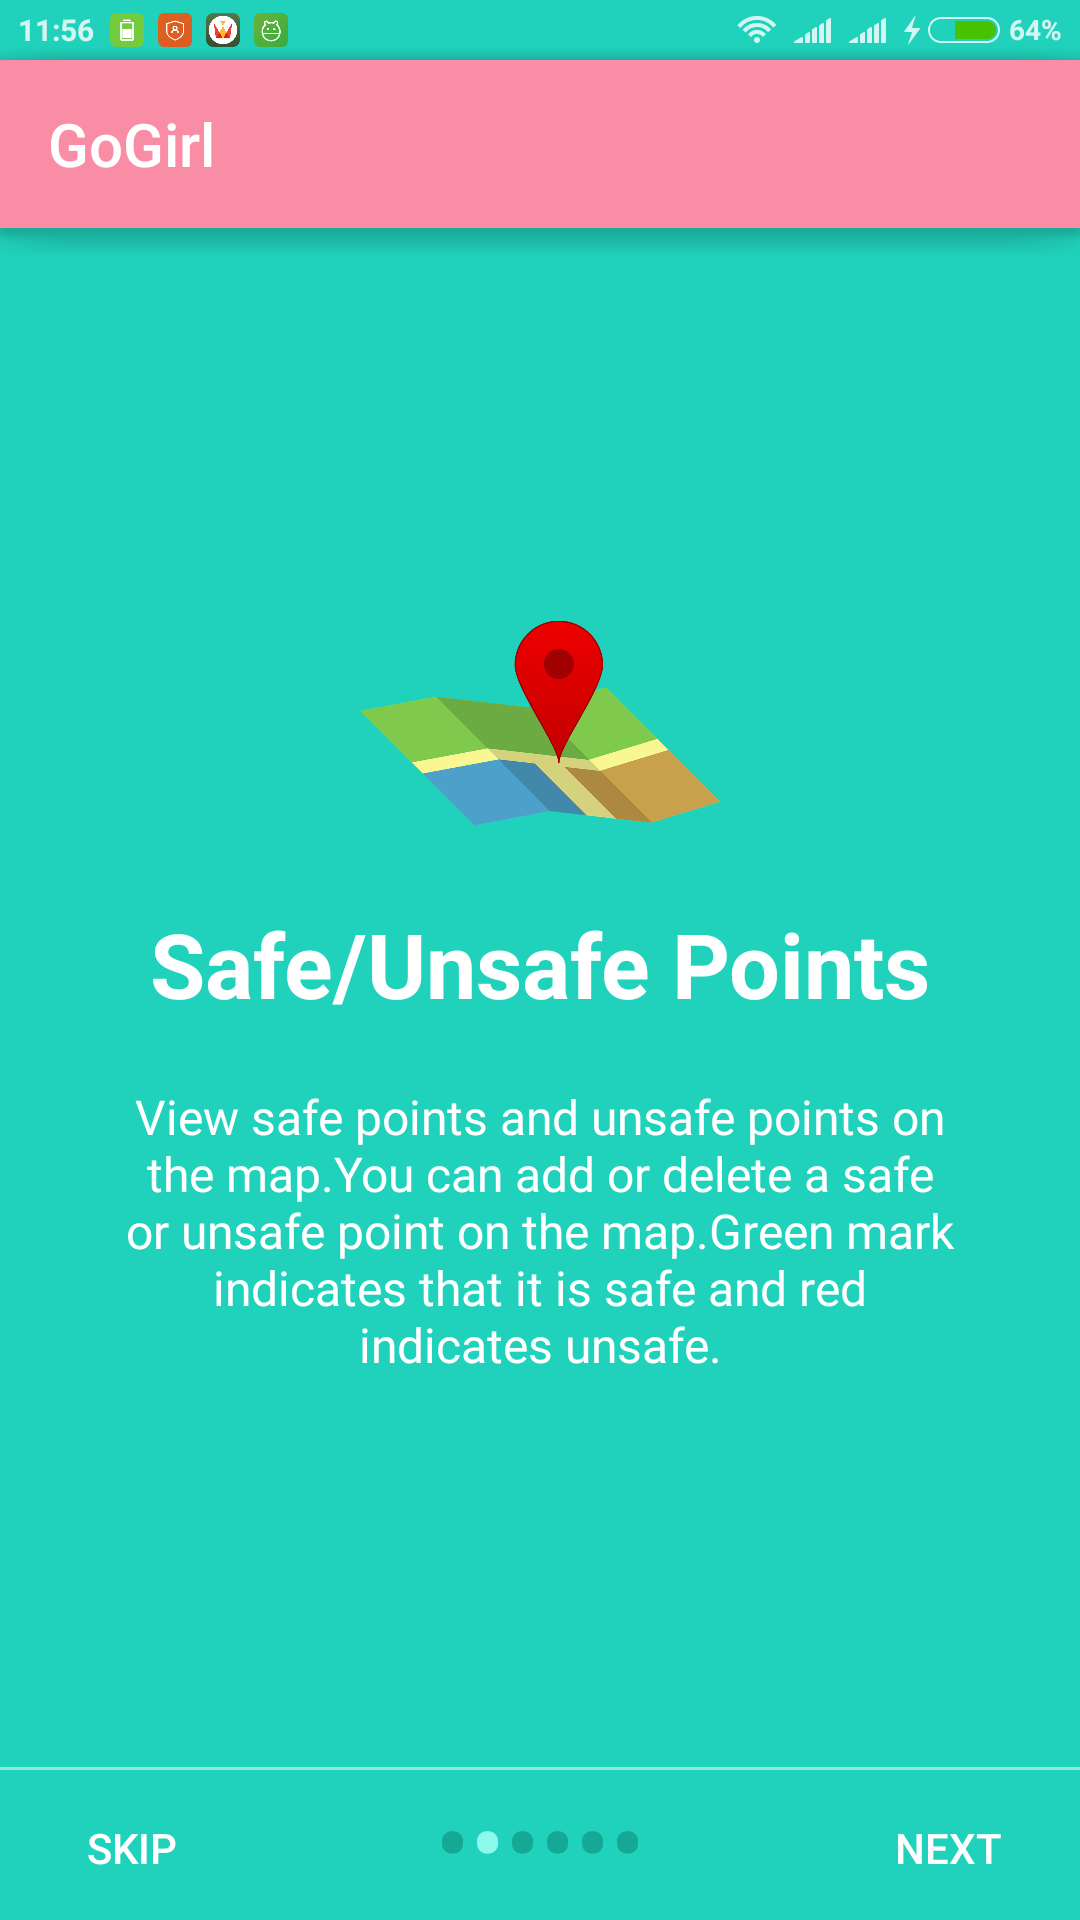 11:56 64%
GoGirl
Safe/Unsafe Points
View safe points and unsafe points on
the map.You can add or delete a safe
or unsafe point on the map.Green mark
indicates that it is safe and red
indicates unsafe.
SKIP NEXT